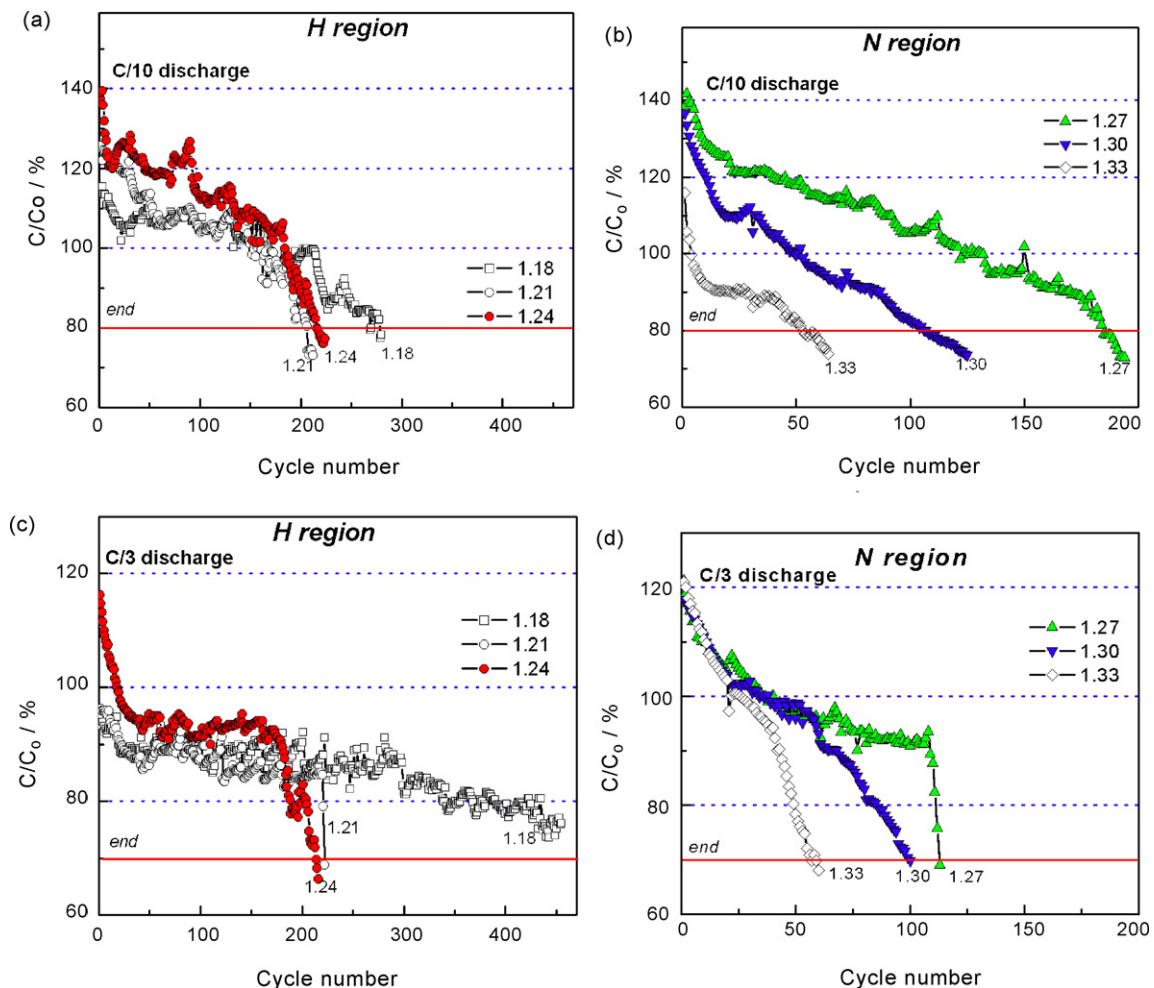 (a)
H region
C/10 discharge
C/Co / %
140
120
100
80
60
1.18
1.21
1.24
end
1.21
1.24
1.18
0
100
200
300
400
Cycle number
(b)
N region
C/10 discharge
C/Co / %
140
120
100
80
60
1.27
1.30
1.33
end
1.33
1.30
1.27
0
50
100
150
200
Cycle number
(c)
H region
C/3 discharge
C/Co / %
120
100
80
60
1.18
1.21
1.24
end
1.21
1.24
1.18
0
100
200
300
400
Cycle number
(d)
N region
C/3 discharge
C/Co / %
120
100
80
60
1.27
1.30
1.33
end
1.33
1.30
1.27
0
50
100
150
200
Cycle number